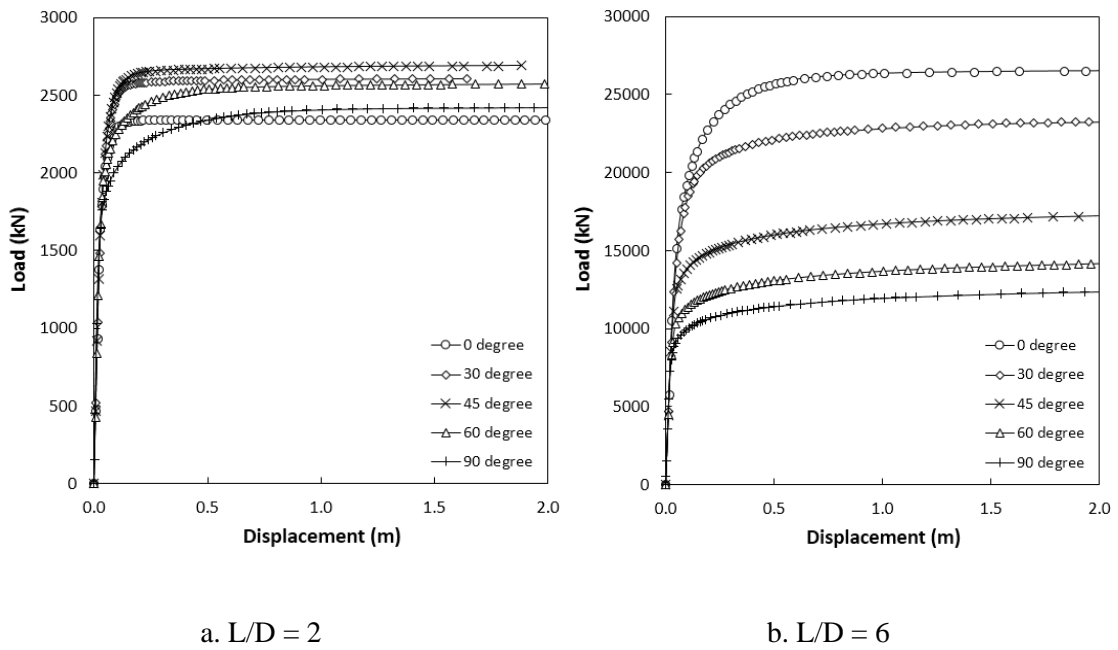 3000
2500
2000
1500
1000
500
0
Load (kN)
0.0 0.5 1.0 1.5 2.0
Displacement (m)
0 degree
30 degree
45 degree
60 degree
90 degree
a. L/D = 2
30000
25000
20000
15000
10000
5000
0
Load (kN)
0.0 0.5 1.0 1.5 2.0
Displacement (m)
0 degree
30 degree
45 degree
60 degree
90 degree
b. L/D = 6